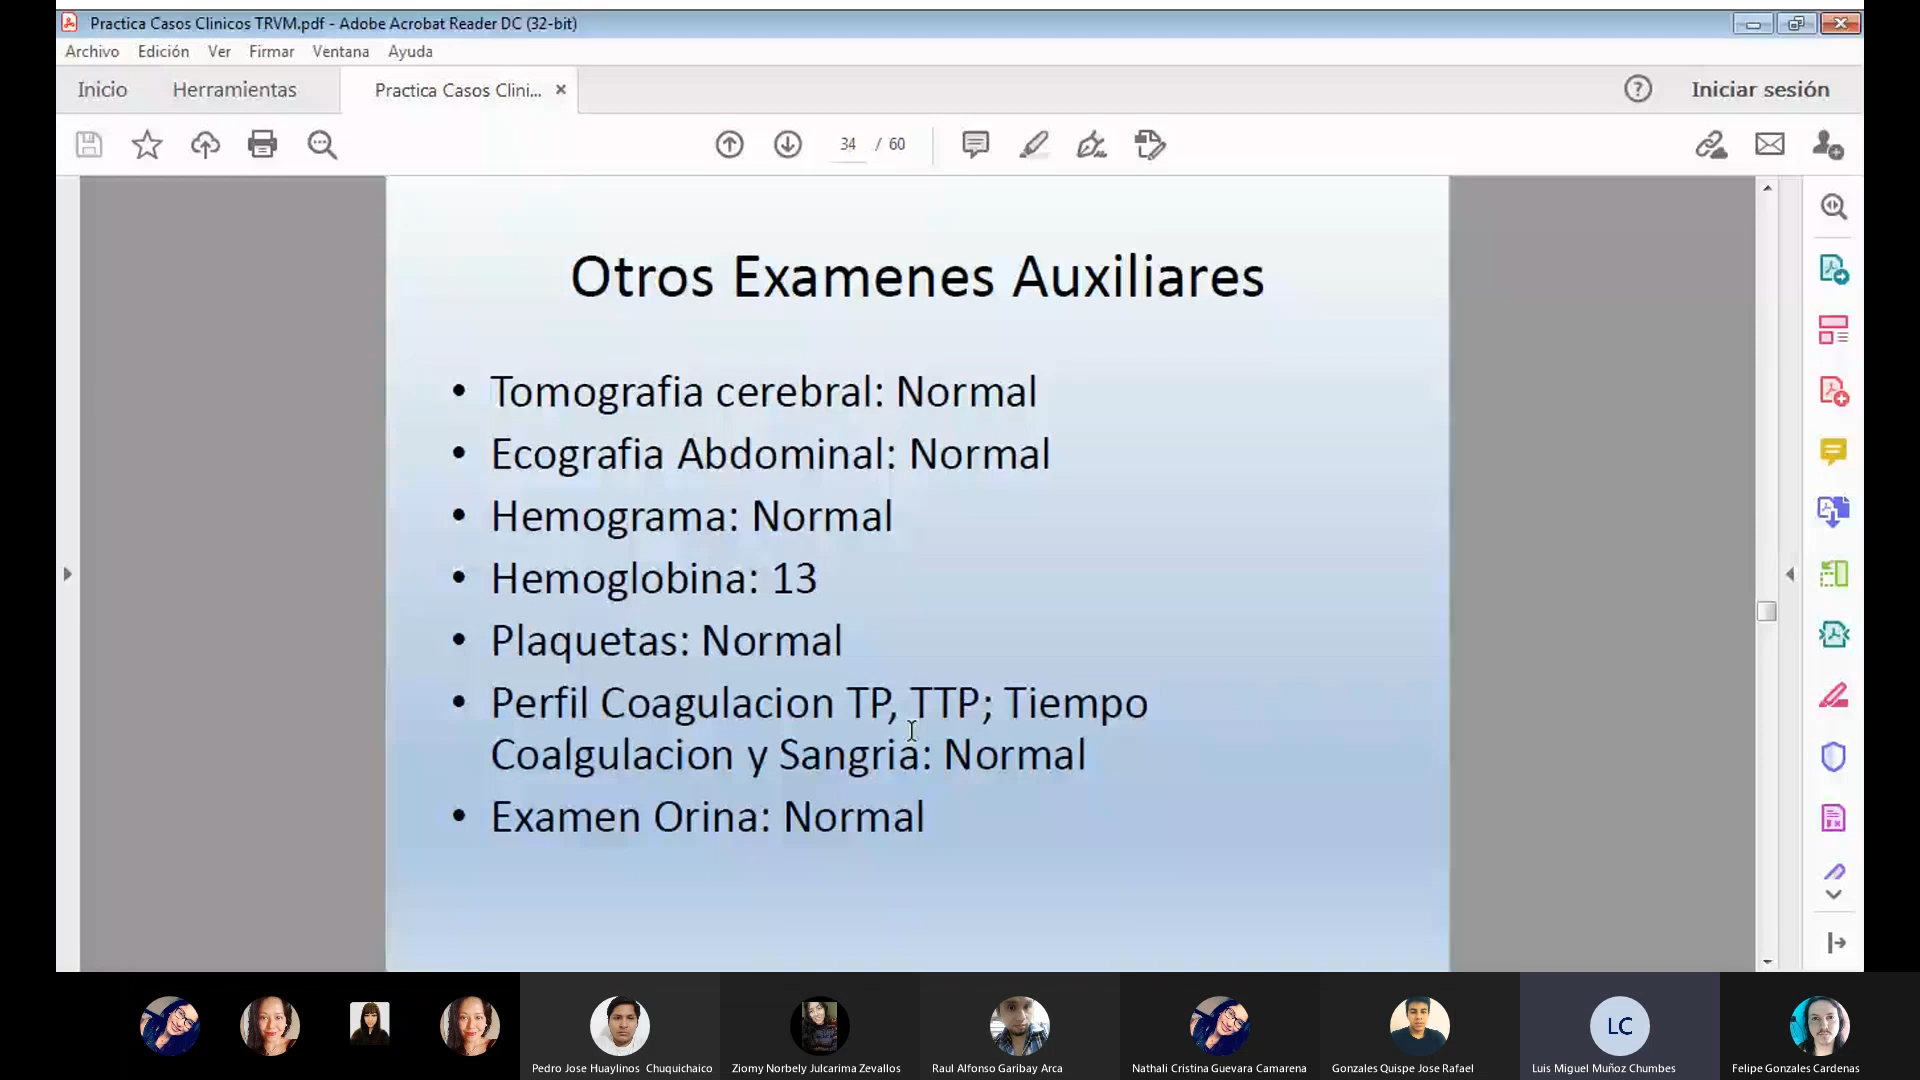 Practica Casos Clinicos TRVM.pdf - Adobe Acrobat Reader DC (32-bit)
Archivo Edición Ver Firmar Ventana Ayuda
Inicio Herramientas Practica Casos Clini... Iniciar sesión
34 / 60
Otros Examenes Auxiliares
• Tomografia cerebral: Normal
• Ecografia Abdominal: Normal
• Hemograma: Normal
• Hemoglobina: 13
• Plaquetas: Normal
• Perfil Coagulacion TP, TTP; Tiempo
Coalgulacion y Sangria: Normal
• Examen Orina: Normal
LC
Pedro Jose Huaylinos Chuquichaico Ziomy Norbely Julcarima Zevallos Raul Alfonso Garibay Arca Nathali Cristina Guevara Camarena Gonzales Quispe Jose Rafael Luis Miguel Muñoz Chumbes Felipe Gonzales Cardenas